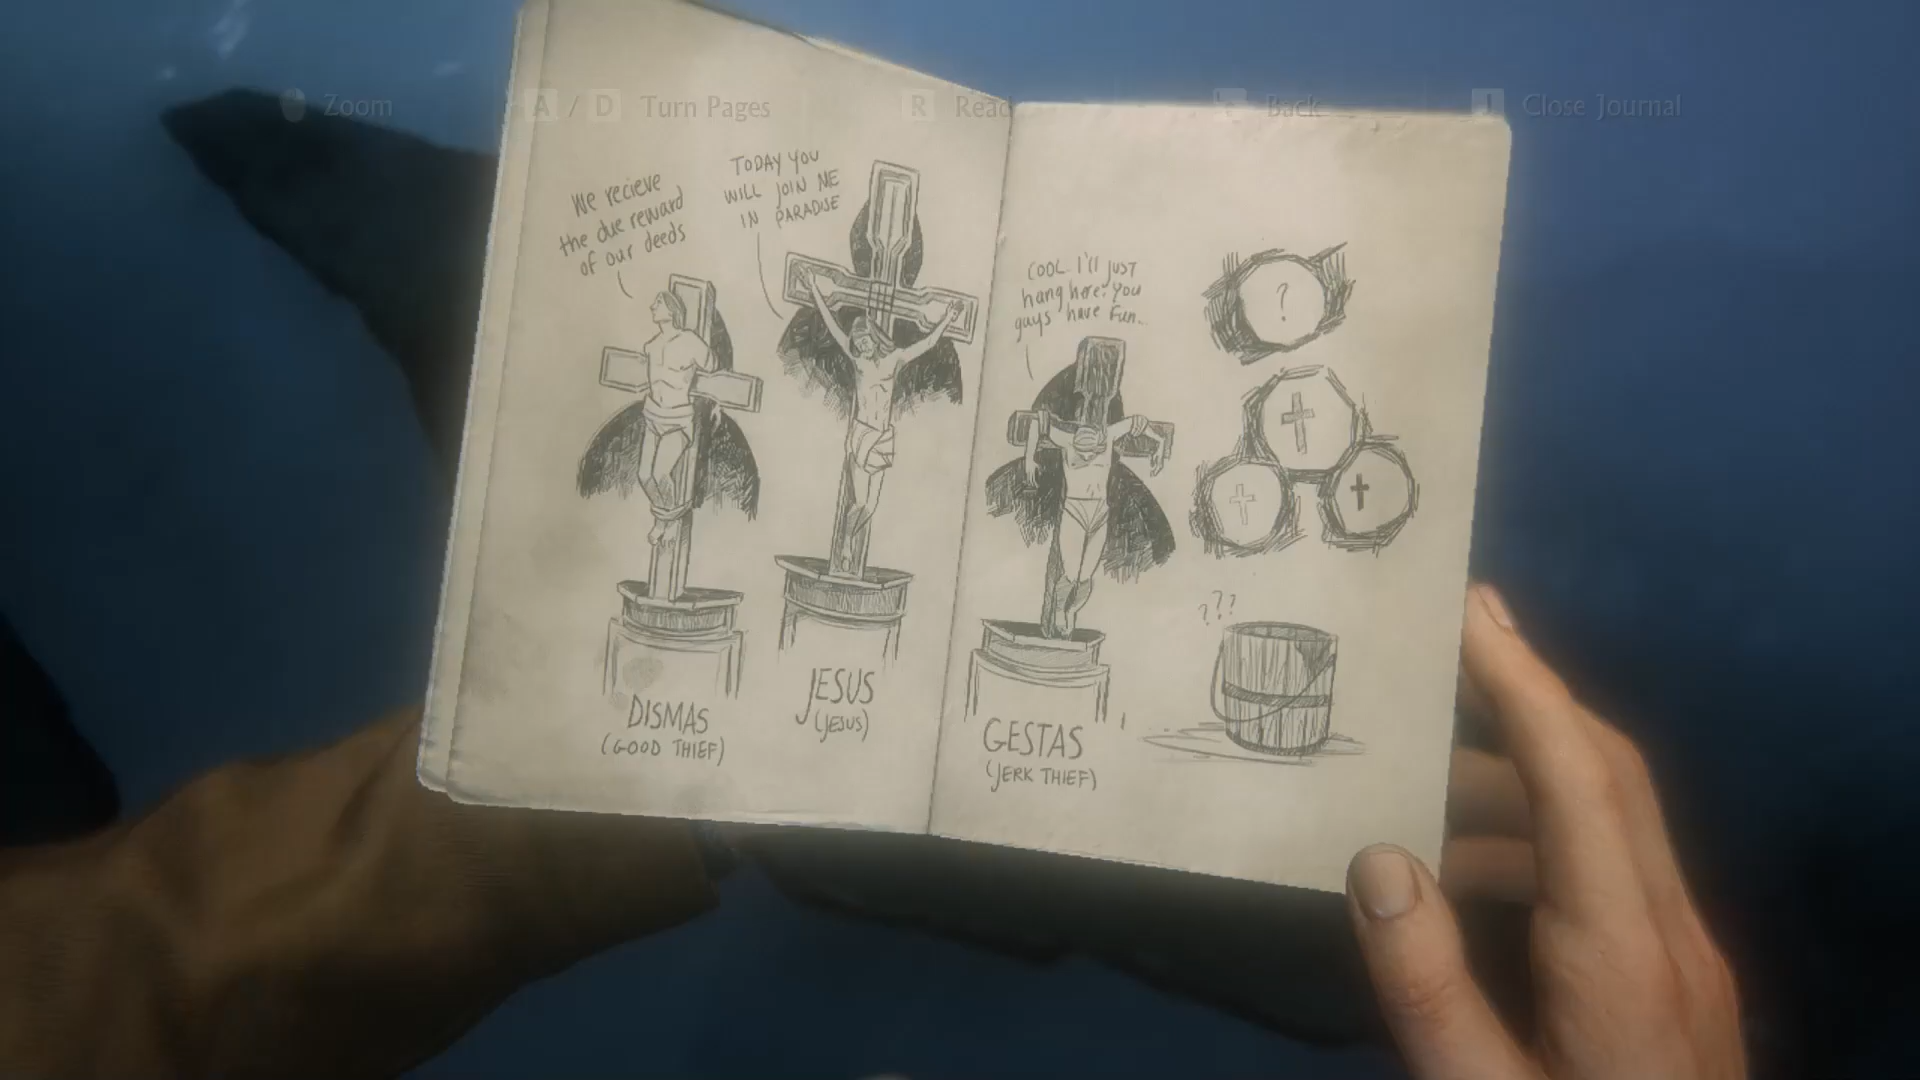 Zoom
A / D Turn Pages
R Read
Back
J Close Journal
We recieve
the due reward
of our deeds
TODAY YOU
WILL JOIN ME
IN PARADISE
COOL. I'll JUST
hang here. you
guys have fun...
?
???
DISMAS
(GOOD THIEF)
JESUS
(JESUS)
GESTAS
(JERK THIEF)